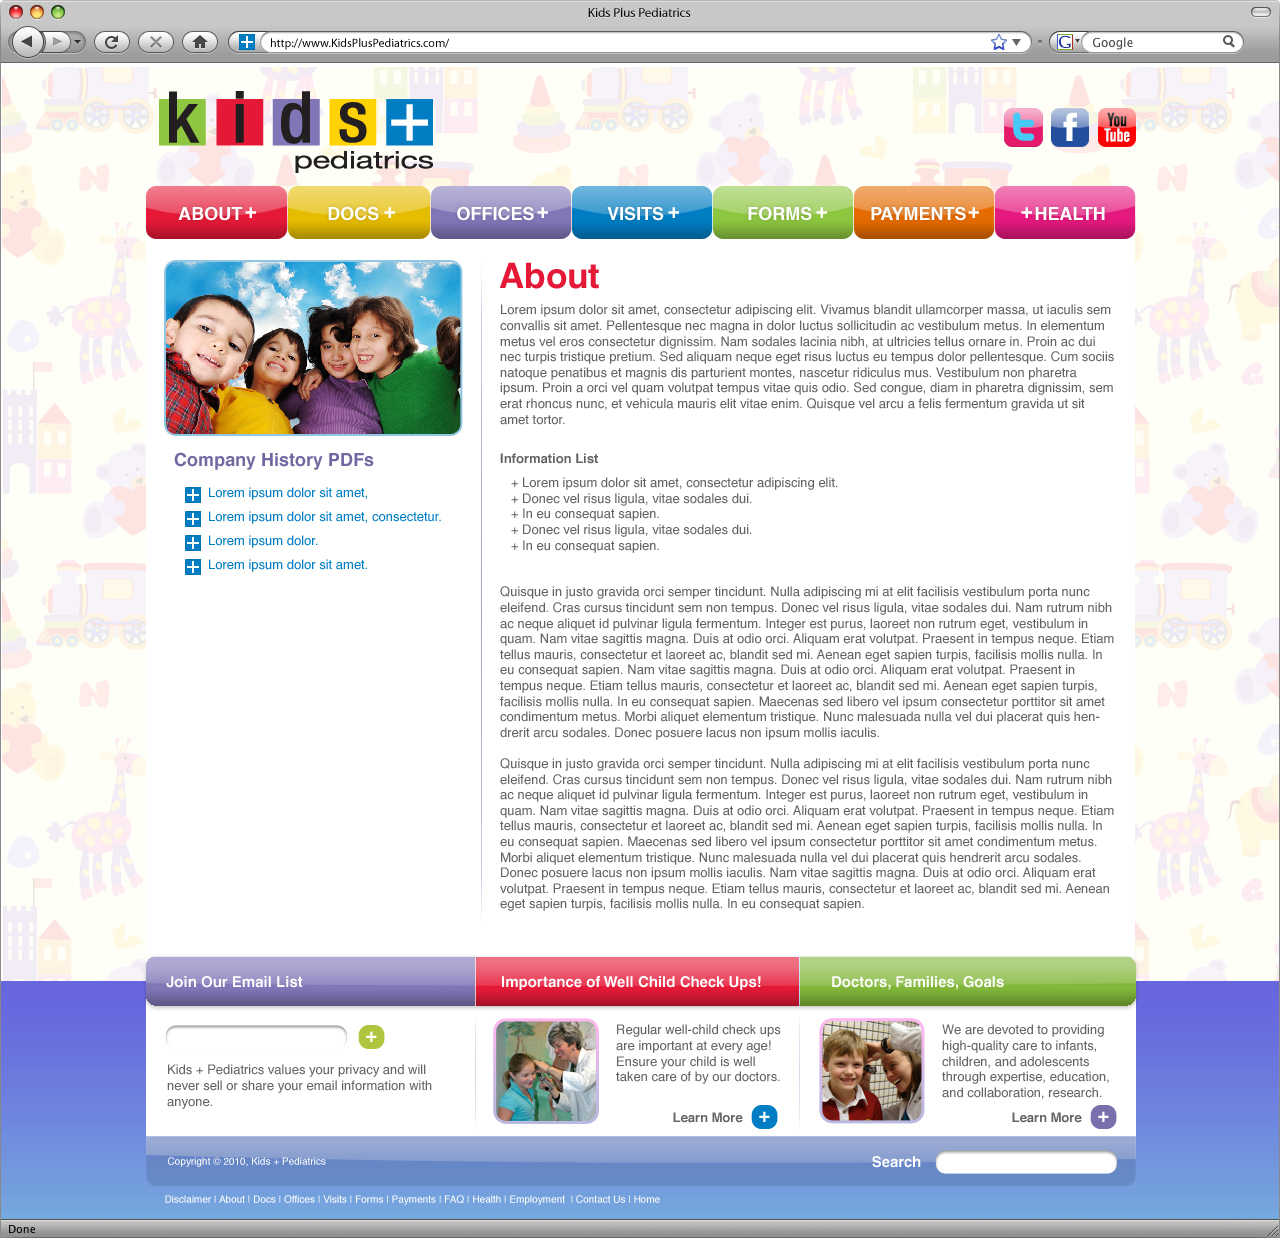 Kids Plus Pediatrics
http://www.KidsPlusPediatrics.com/
G Google
kids+
pediatrics
t f You Tube
ABOUT+ DOCS + OFFICES+ VISITS + FORMS + PAYMENTS+ +HEALTH
About
Lorem ipsum dolor sit amet, consectetur adipiscing elit. Vivamus blandit ullamcorper massa, ut iaculis sem
convallis sit amet. Pellentesque nec magna in dolor luctus sollicitudin ac vestibulum metus. In elementum
metus vel eros consectetur dignissim. Nam sodales lacinia nibh, at ultricies tellus ornare in. Proin ac dui
nec turpis tristique pretium. Sed aliquam neque eget risus luctus eu tempus dolor pellentesque. Cum sociis
natoque penatibus et magnis dis parturient montes, nascetur ridiculus mus. Vestibulum non pharetra
ipsum. Proin a orci vel quam volutpat tempus vitae quis odio. Sed congue, diam in pharetra dignissim, sem
erat rhoncus nunc, et vehicula mauris elit vitae enim. Quisque vel arcu a felis fermentum gravida ut sit
amet tortor.
Information List
+ Lorem ipsum dolor sit amet, consectetur adipiscing elit.
+ Donec vel risus ligula, vitae sodales dui.
+ In eu consequat sapien.
+ Donec vel risus ligula, vitae sodales dui.
+ In eu consequat sapien.
Quisque in justo gravida orci semper tincidunt. Nulla adipiscing mi at elit facilisis vestibulum porta nunc
eleifend. Cras cursus tincidunt sem non tempus. Donec vel risus ligula, vitae sodales dui. Nam rutrum nibh
ac neque aliquet id pulvinar ligula fermentum. Integer est purus, laoreet non rutrum eget, vestibulum in
quam. Nam vitae sagittis magna. Duis at odio orci. Aliquam erat volutpat. Praesent in tempus neque. Etiam
tellus mauris, consectetur et laoreet ac, blandit sed mi. Aenean eget sapien turpis, facilisis mollis nulla. In
eu consequat sapien. Nam vitae sagittis magna. Duis at odio orci. Aliquam erat volutpat. Praesent in
tempus neque. Etiam tellus mauris, consectetur et laoreet ac, blandit sed mi. Aenean eget sapien turpis,
facilisis mollis nulla. In eu consequat sapien. Maecenas sed libero vel ipsum consectetur porttitor sit amet
condimentum metus. Morbi aliquet elementum tristique. Nunc malesuada nulla vel dui placerat quis hen-
drerit arcu sodales. Donec posuere lacus non ipsum mollis iaculis.
Quisque in justo gravida orci semper tincidunt. Nulla adipiscing mi at elit facilisis vestibulum porta nunc
eleifend. Cras cursus tincidunt sem non tempus. Donec vel risus ligula, vitae sodales dui. Nam rutrum nibh
ac neque aliquet id pulvinar ligula fermentum. Integer est purus, laoreet non rutrum eget, vestibulum in
quam. Nam vitae sagittis magna. Duis at odio orci. Aliquam erat volutpat. Praesent in tempus neque. Etiam
tellus mauris, consectetur et laoreet ac, blandit sed mi. Aenean eget sapien turpis, facilisis mollis nulla. In
eu consequat sapien. Maecenas sed libero vel ipsum consectetur porttitor sit amet condimentum metus.
Morbi aliquet elementum tristique. Nunc malesuada nulla vel dui placerat quis hendrerit arcu sodales.
Donec posuere lacus non ipsum mollis iaculis. Nam vitae sagittis magna. Duis at odio orci. Aliquam erat
volutpat. Praesent in tempus neque. Etiam tellus mauris, consectetur et laoreet ac, blandit sed mi. Aenean
eget sapien turpis, facilisis mollis nulla. In eu consequat sapien.
Company History PDFs
Lorem ipsum dolor sit amet,
Lorem ipsum dolor sit amet, consectetur.
Lorem ipsum dolor.
Lorem ipsum dolor sit amet.
Join Our Email List
Kids + Pediatrics values your privacy and will
never sell or share your email information with
anyone.
Importance of Well Child Check Ups!
Regular well-child check ups
are important at every age!
Ensure your child is well
taken care of by our doctors.
Learn More +
Doctors, Families, Goals
We are devoted to providing
high-quality care to infants,
children, and adolescents
through expertise, education,
and collaboration, research.
Learn More +
Copyright © 2010, Kids + Pediatrics
Search
Disclaimer | About | Docs | Offices | Visits | Forms | Payments | FAQ | Health | Employment | Contact Us | Home
Done